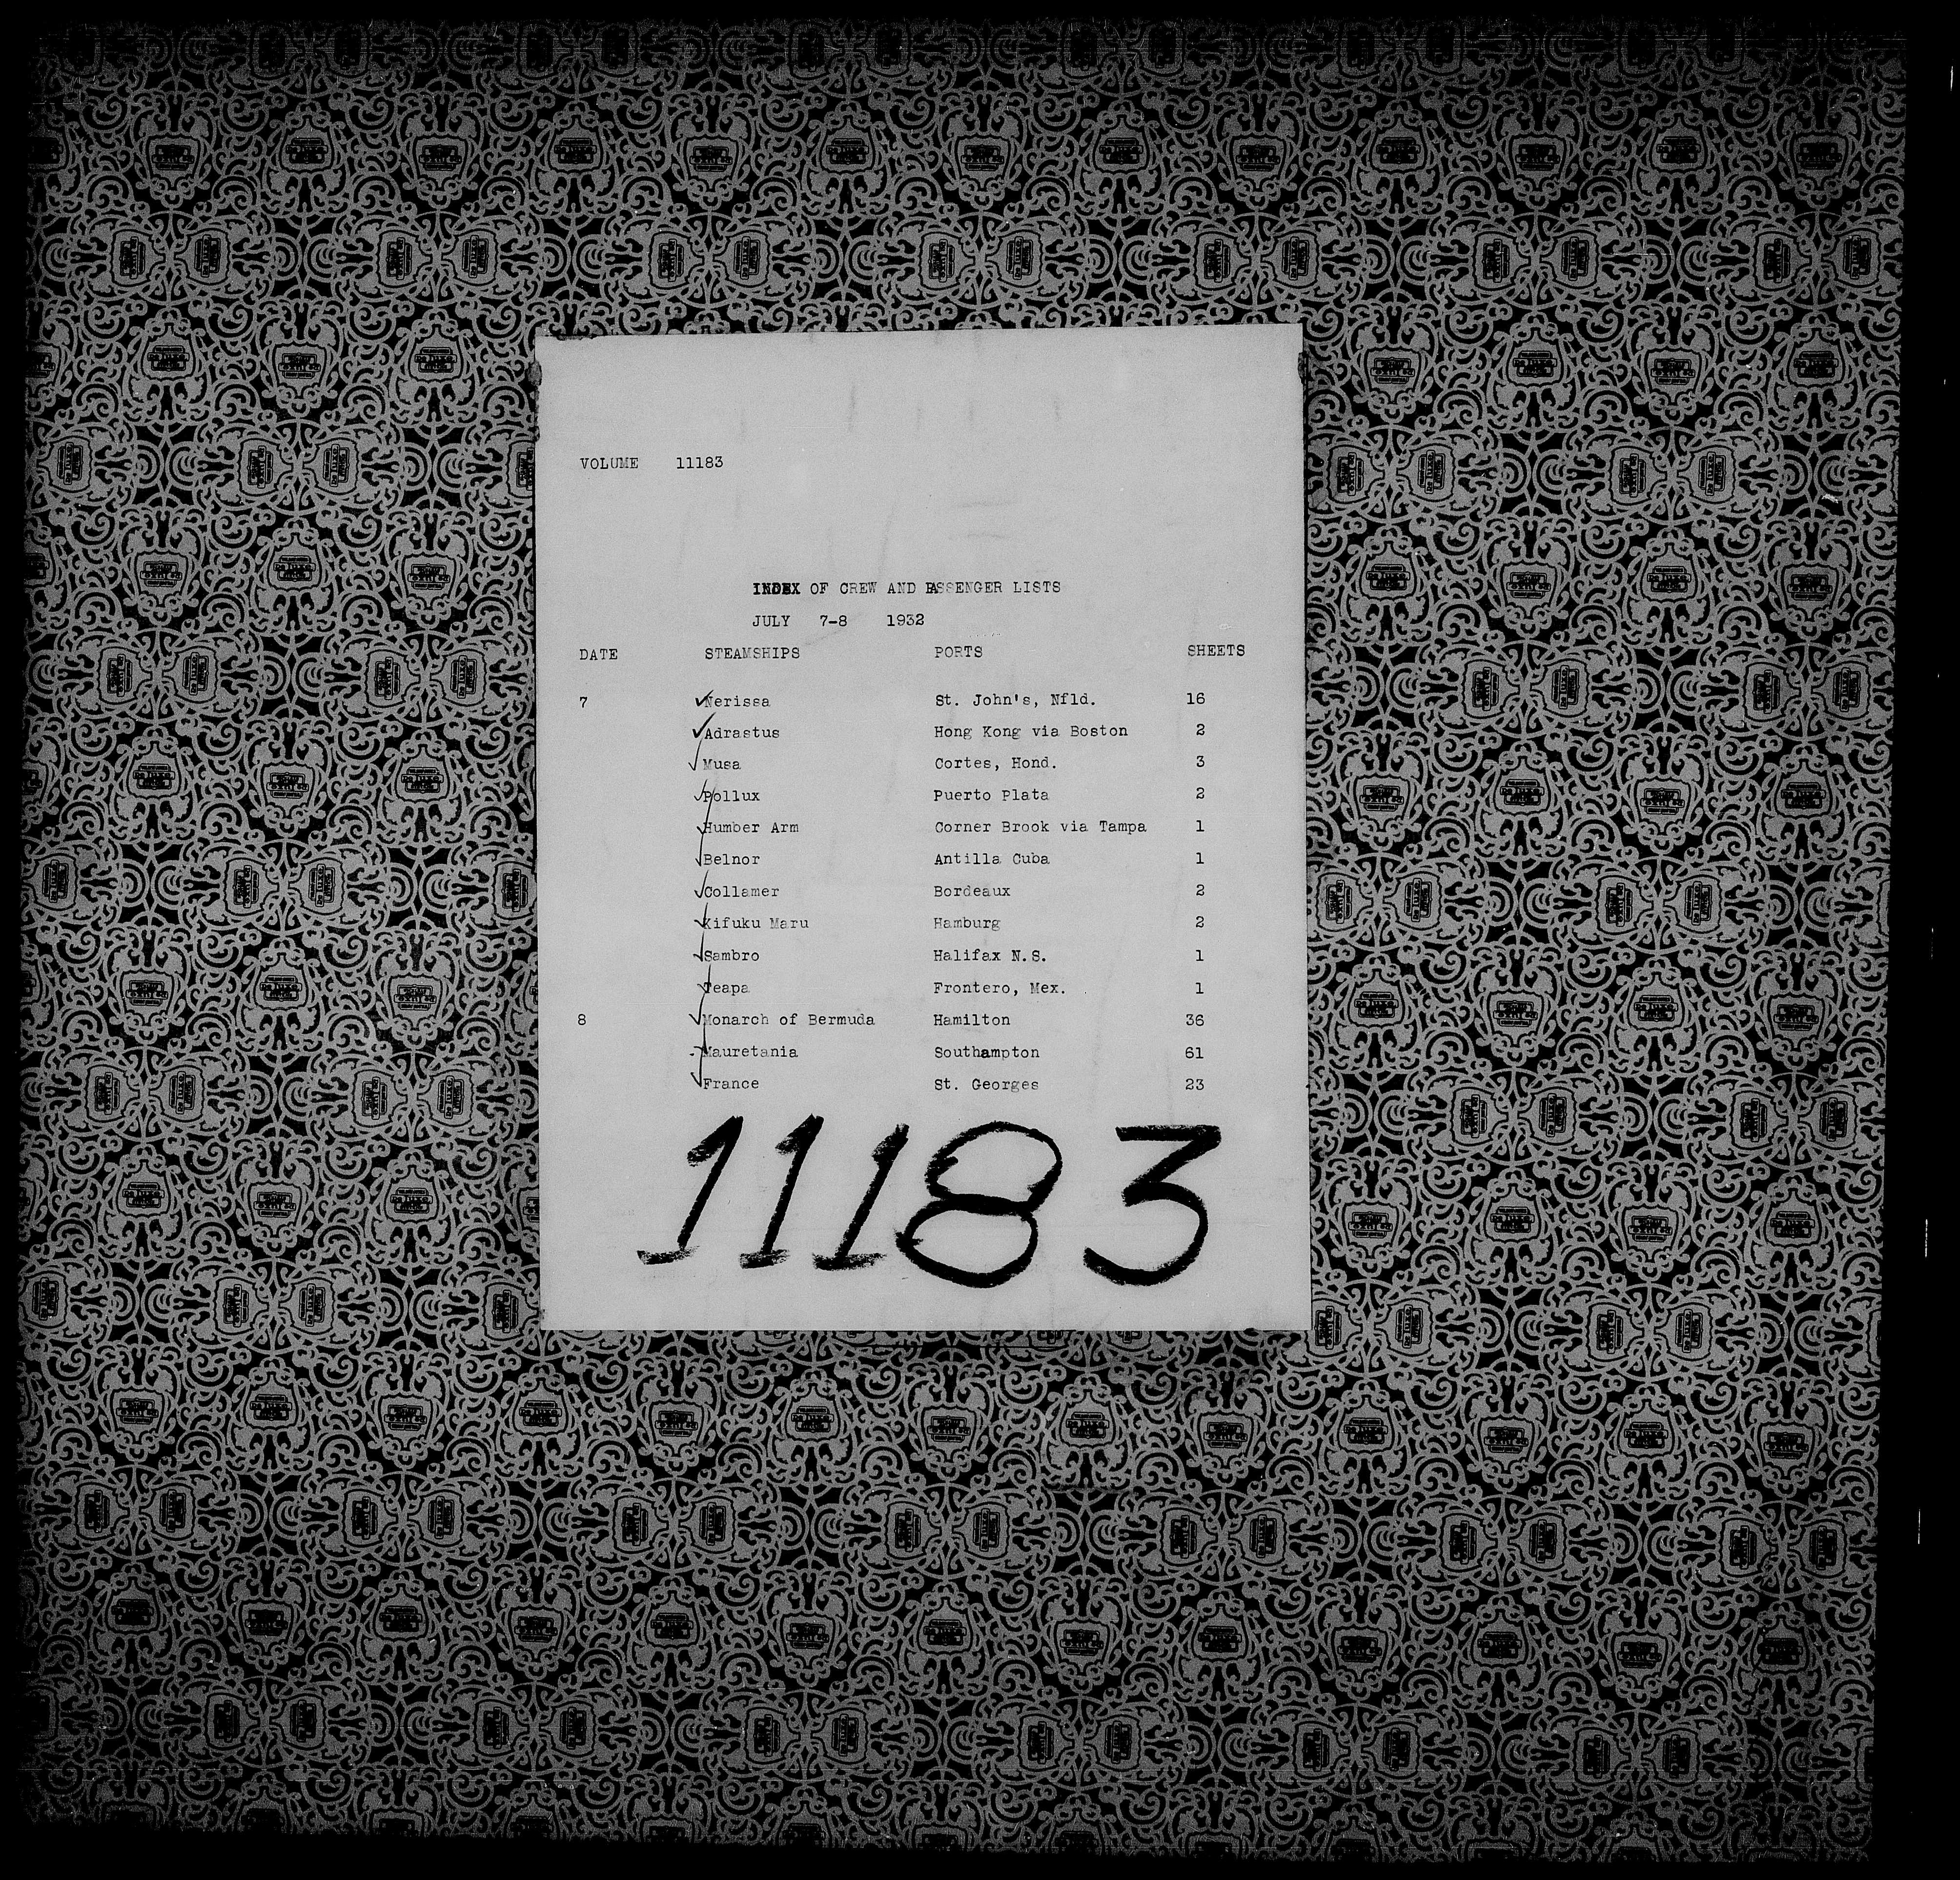 VOLUME 11183
INDEX OF CREW AND PASSENGER LISTS
JULY 7-8 1932
DATE STEAMSHIPS PORTS SHEETS
7 Nerissa St. John's, Nfld. 16
Adrastus Hong Kong via Boston 2
Musa Cortes, Hond. 3
Pollux Puerto Plata 2
Humber Arm Corner Brook via Tampa 1
Belnor Antilla Cuba 1
Collamer Bordeaux 2
Kifuku Maru Hamburg 2
Sambro Halifax N.S. 1
Teapa Frontero, Mex. 1
8 Monarch of Bermuda Hamilton 36
Mauretania Southampton 61
France St. Georges 23
11183